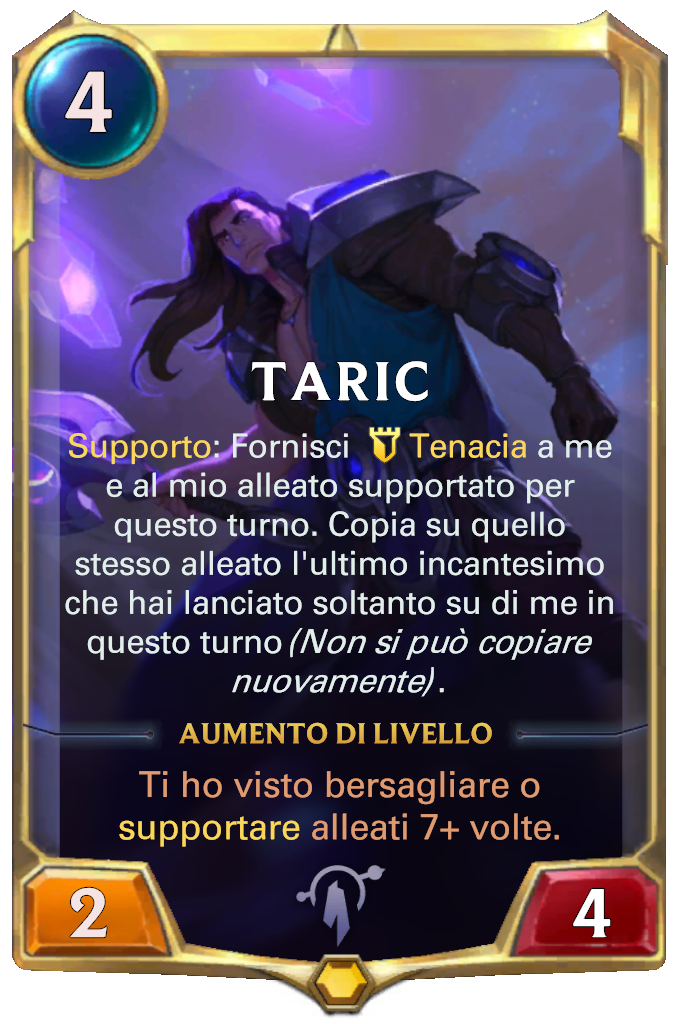 4
TARIC
Supporto: Fornisci Tenacia a me
e al mio alleato supportato per
questo turno. Copia su quello
stesso alleato l'ultimo incantesimo
che hai lanciato soltanto su di me in
questo turno (Non si può copiare
nuovamente).
AUMENTO DI LIVELLO
Ti ho visto bersagliare o
supportare alleati 7+ volte.
2
4